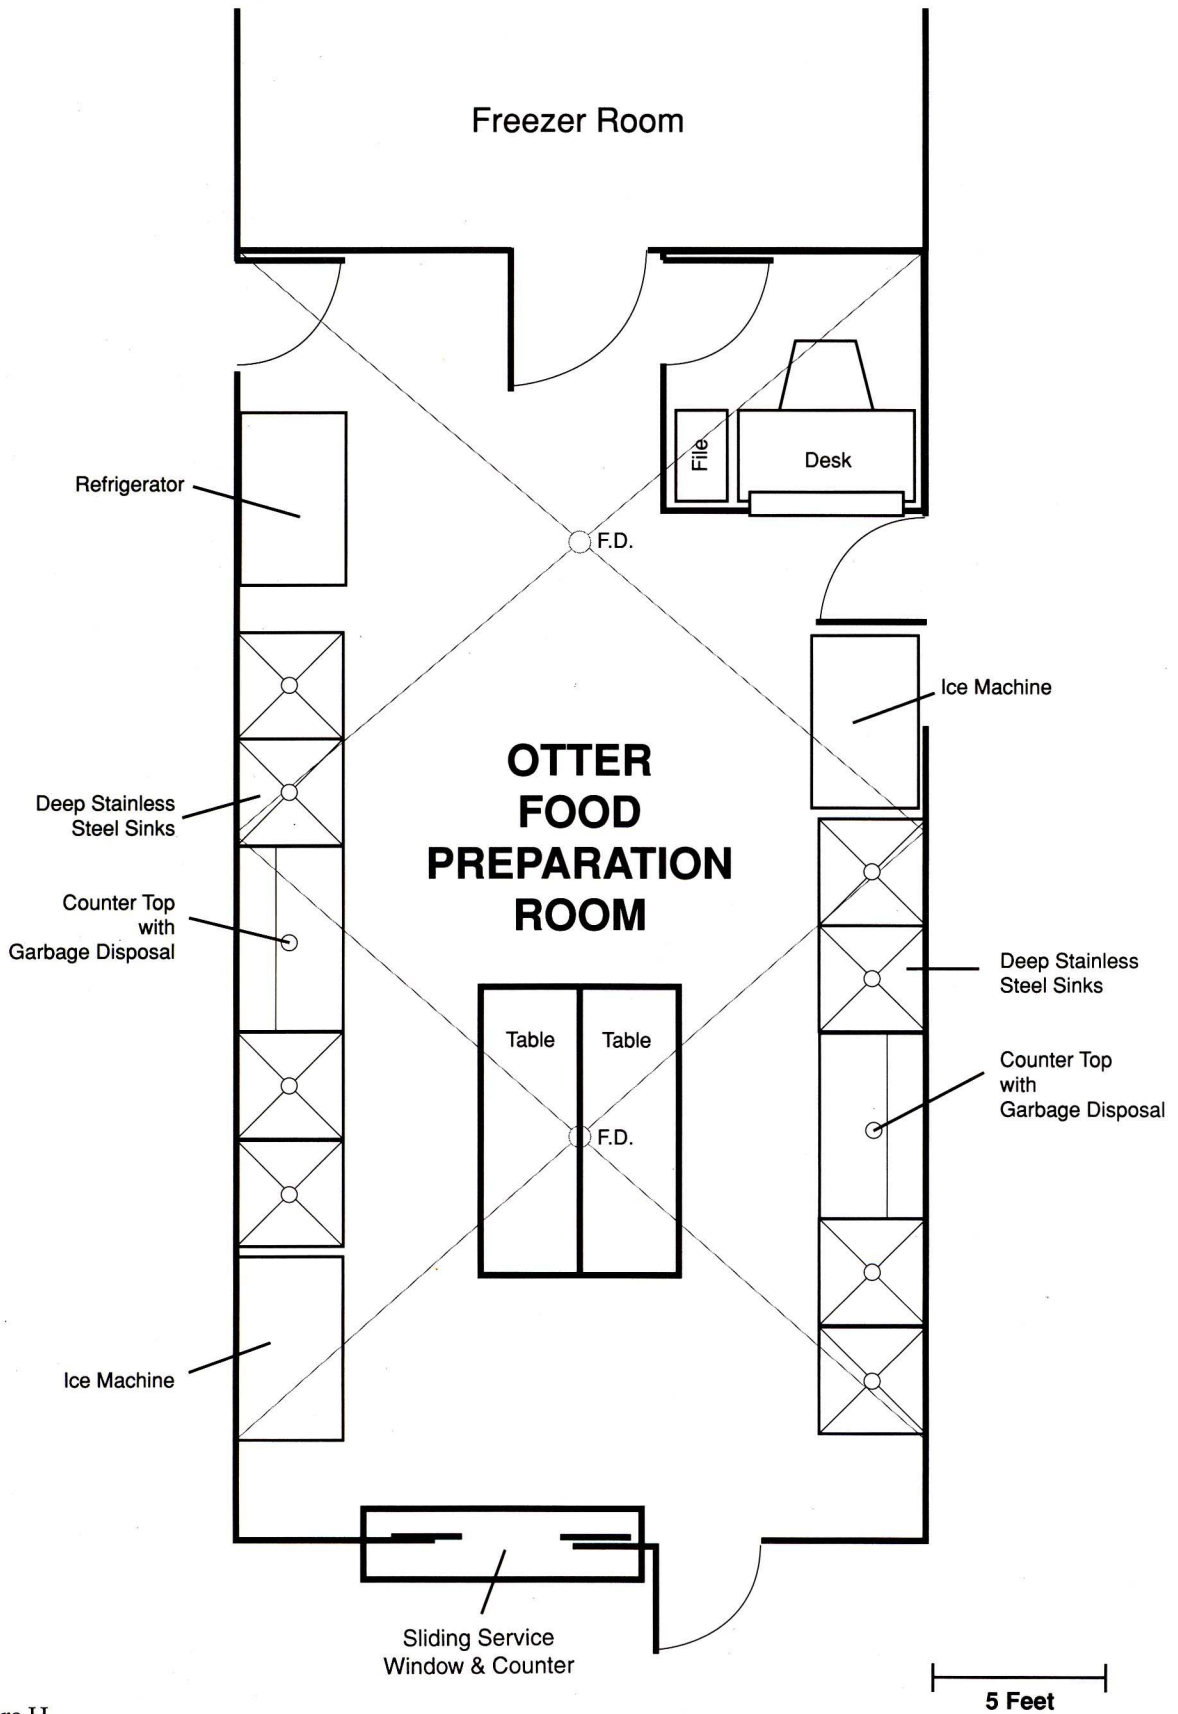 Freezer Room
File
Desk
Refrigerator
F.D.
Ice Machine
OTTER
FOOD
PREPARATION
ROOM
Deep Stainless
Steel Sinks
Counter Top
with
Garbage Disposal
Deep Stainless
Steel Sinks
Table
Table
Counter Top
with
Garbage Disposal
F.D.
Ice Machine
Sliding Service
Window & Counter
5 Feet
H